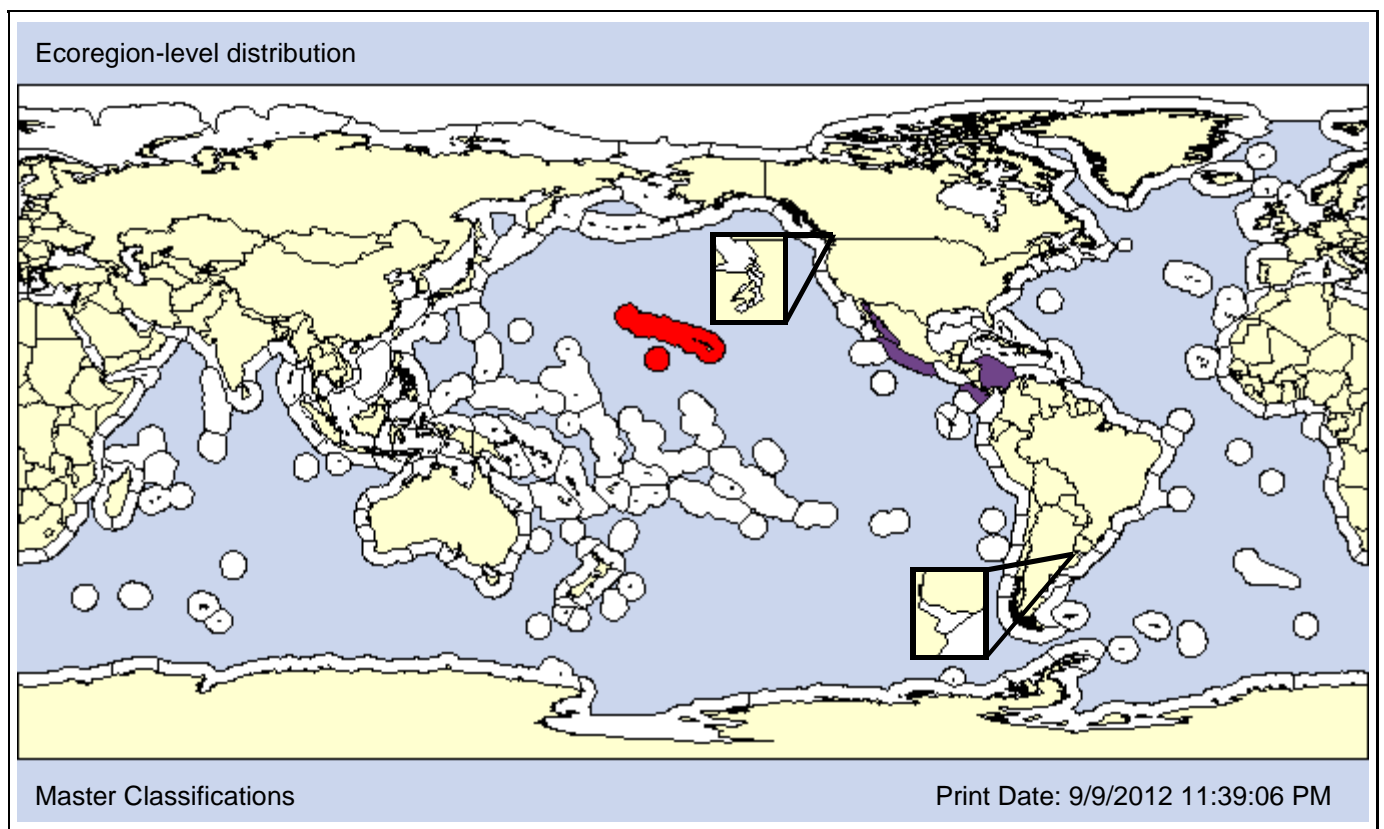 Ecoregion-level distribution
Master Classifications
Print Date: 9/9/2012 11:39:06 PM